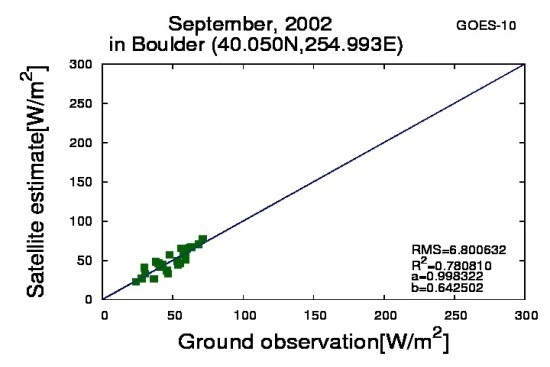 September, 2002
GOES-10
in Boulder (40.050N,254.993E)
Satellite estimate[W/m²]
300
250
200
150
100
50
0
RMS=6.800632
R²=0.780810
a=0.998322
b=0.642502
0 50 100 150 200 250 300
Ground observation[W/m²]